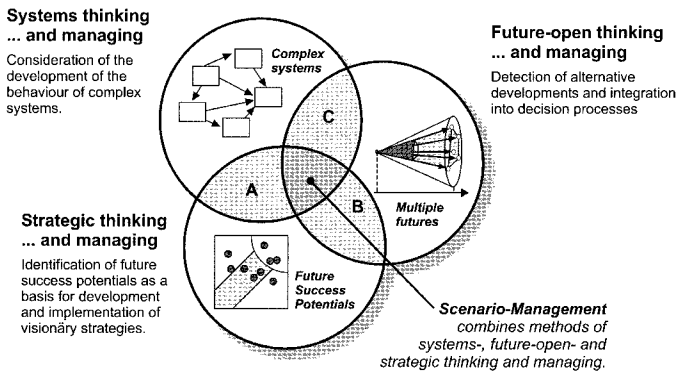 Systems thinking
... and managing
Consideration of the
development of the
behaviour of complex
systems.
Complex
systems
Future-open thinking
... and managing
Detection of alternative
developments and integration
into decision processes
C
A
B
Multiple
futures
Strategic thinking
... and managing
Identification of future
success potentials as a
basis for development
and implementation of
visionäry strategies.
Future
Success
Potentials
Scenario-Management
combines methods of
systems-, future-open- and
strategic thinking and managing.